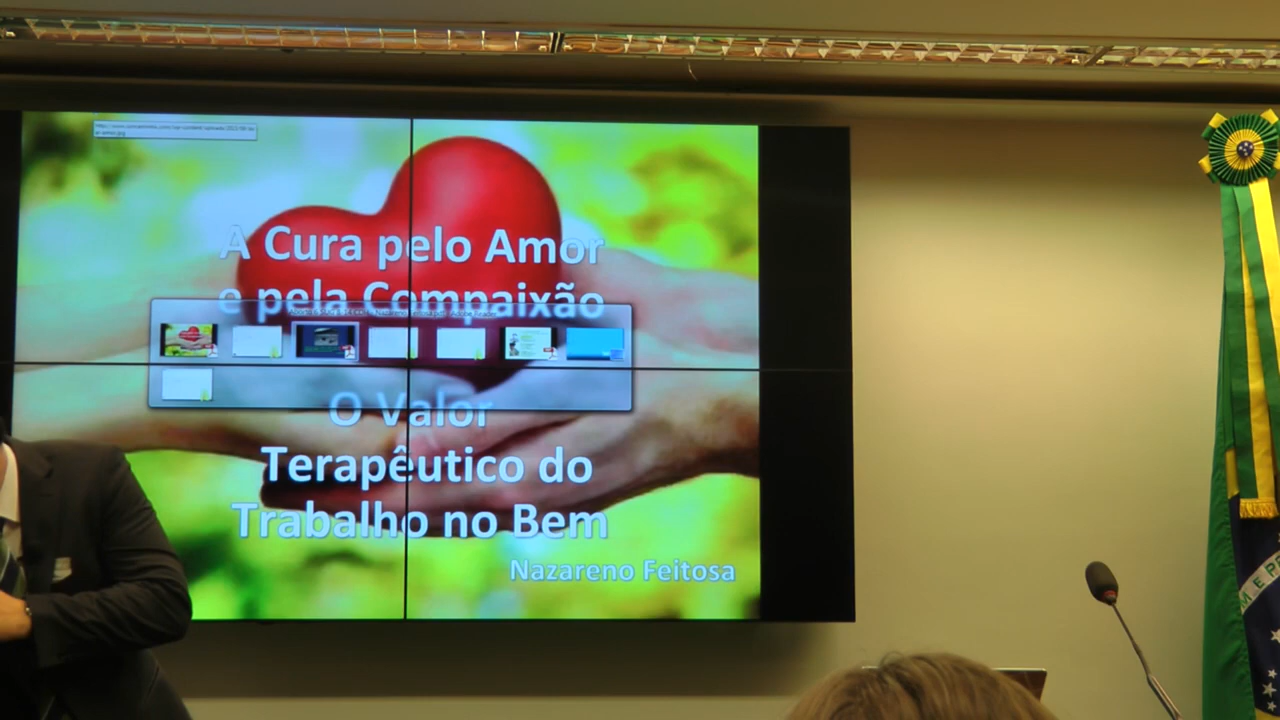 A Cura pelo Amor
e pela Compaixão
O Valor
Terapêutico do
Trabalho no Bem
Nazareno Feitosa
M E P